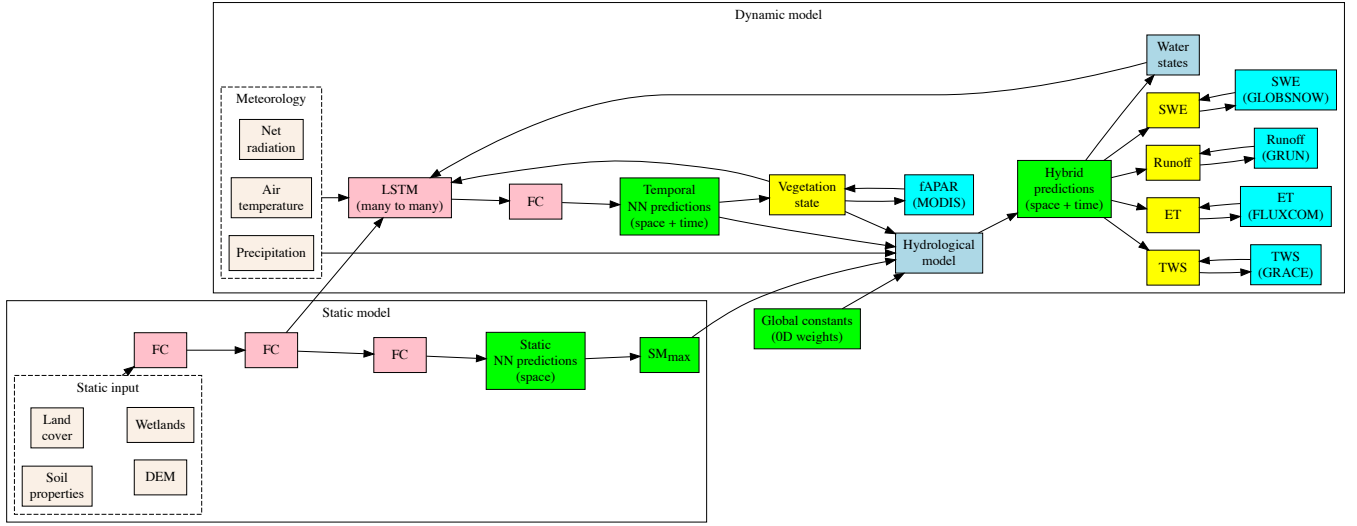 Dynamic model
Meteorology
Net
radiation
Air
temperature
Precipitation
LSTM
(many to many)
FC
Temporal
NN predictions
(space + time)
Vegetation
state
fAPAR
(MODIS)
Hydrological
model
Hybrid
predictions
(space + time)
Water
states
SWE
SWE
(GLOBSNOW)
Runoff
Runoff
(GRUN)
ET
ET
(FLUXCOM)
TWS
TWS
(GRACE)
Static model
FC
FC
FC
Static
NN predictions
(space)
SMmax
Global constants
(0D weights)
Static input
Land
cover
Wetlands
Soil
properties
DEM